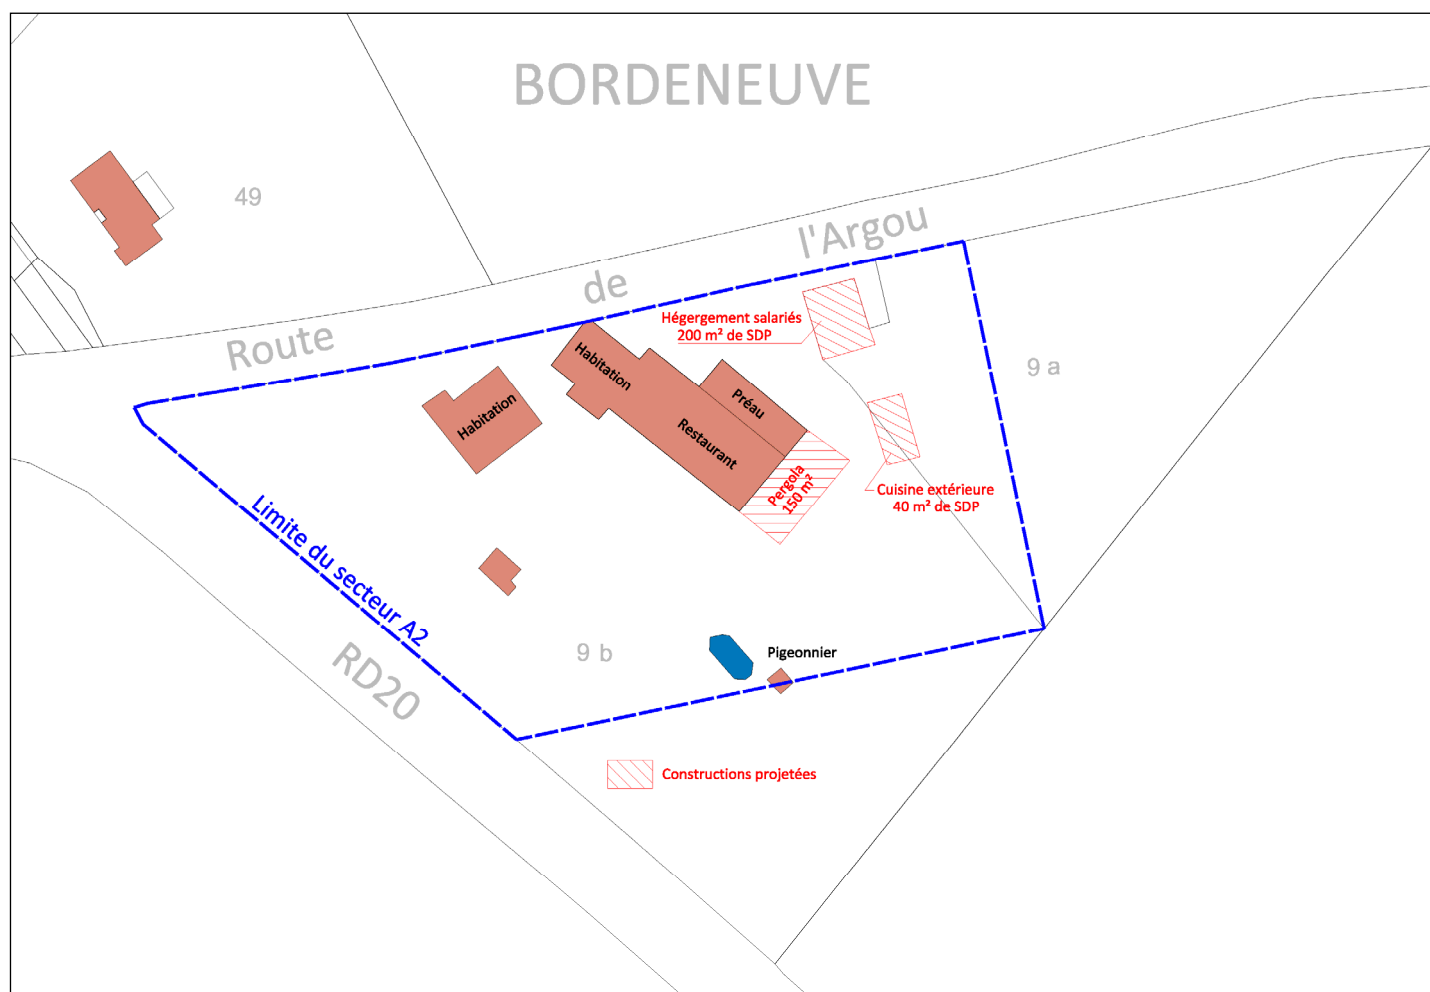 BORDENEUVE
49
Route de l'Argou
Hégergement salariés
200 m² de SDP
9 a
Habitation
Préau
Habitation
Restaurant
Pergola
150 m²
Cuisine extérieure
40 m² de SDP
Limite du secteur A2
9 b
Pigeonnier
RD20
Constructions projetées